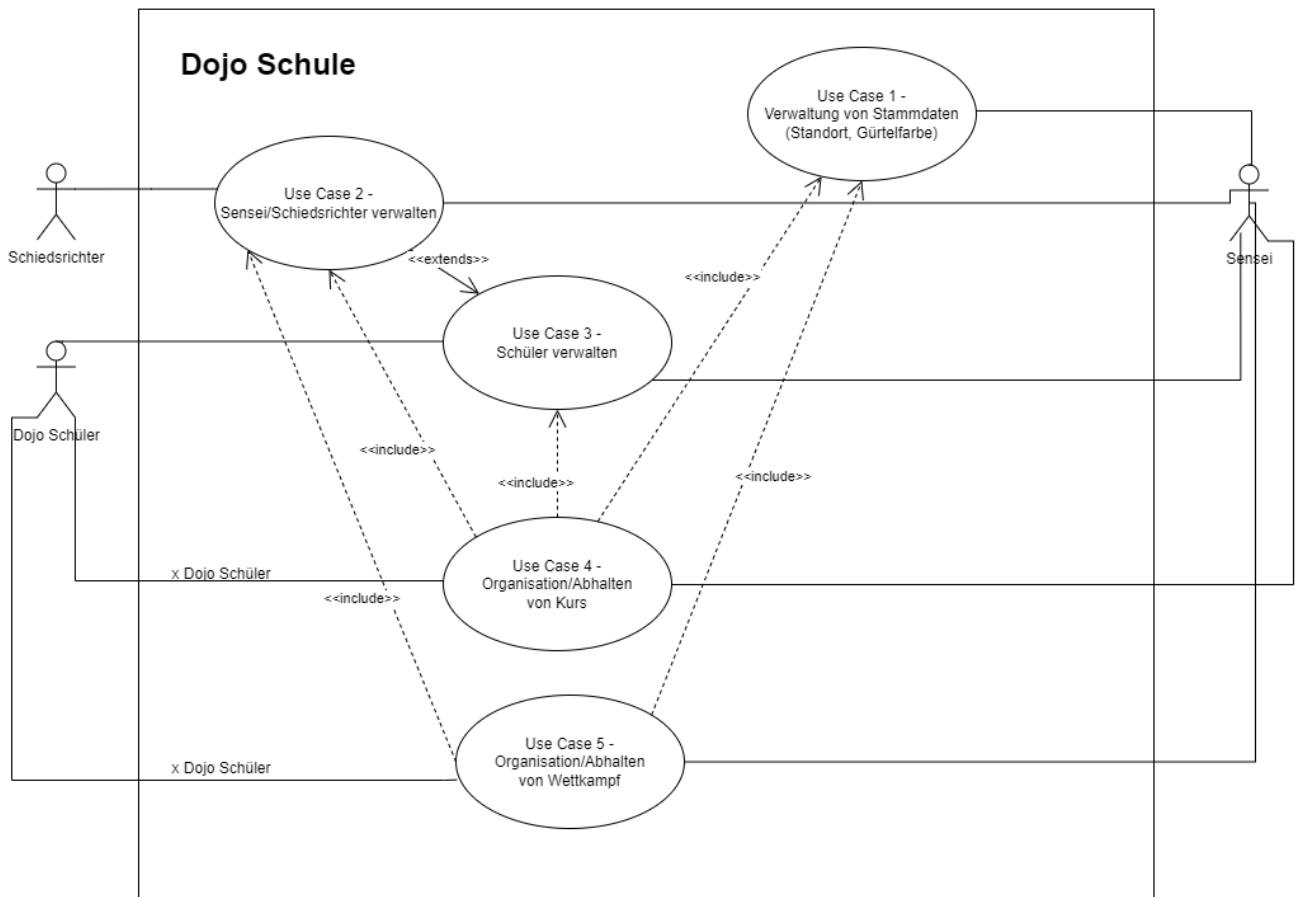 Dojo Schule
Use Case 1 -
Verwaltung von Stammdaten
(Standort, Gürtelfarbe)
Use Case 2 -
Sensei/Schiedsrichter verwalten
Schiedsrichter
<<extends>>
Sensei
<<include>>
Use Case 3 -
Schüler verwalten
Dojo Schüler
<<include>>
<<include>>
<<include>>
Use Case 4 -
Organisation/Abhalten
von Kurs
x Dojo Schüler
<<include>>
Use Case 5 -
Organisation/Abhalten
von Wettkampf
x Dojo Schüler